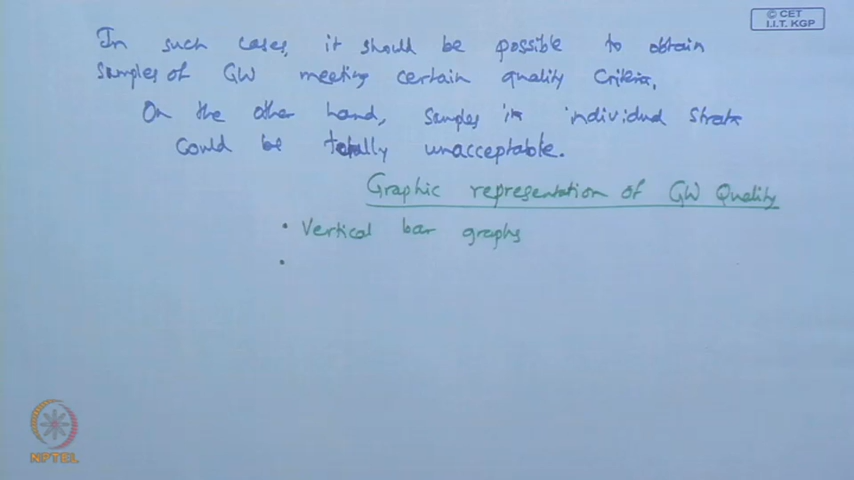 © CET
I.I.T. KGP
In such cases, it should be possible to obtain
samples of GW meeting certain quality criteria.
On the other hand, samples in individual strata
could be totally unacceptable.
Graphic representation of GW Quality
• Vertical bar graphs
•
NPTEL